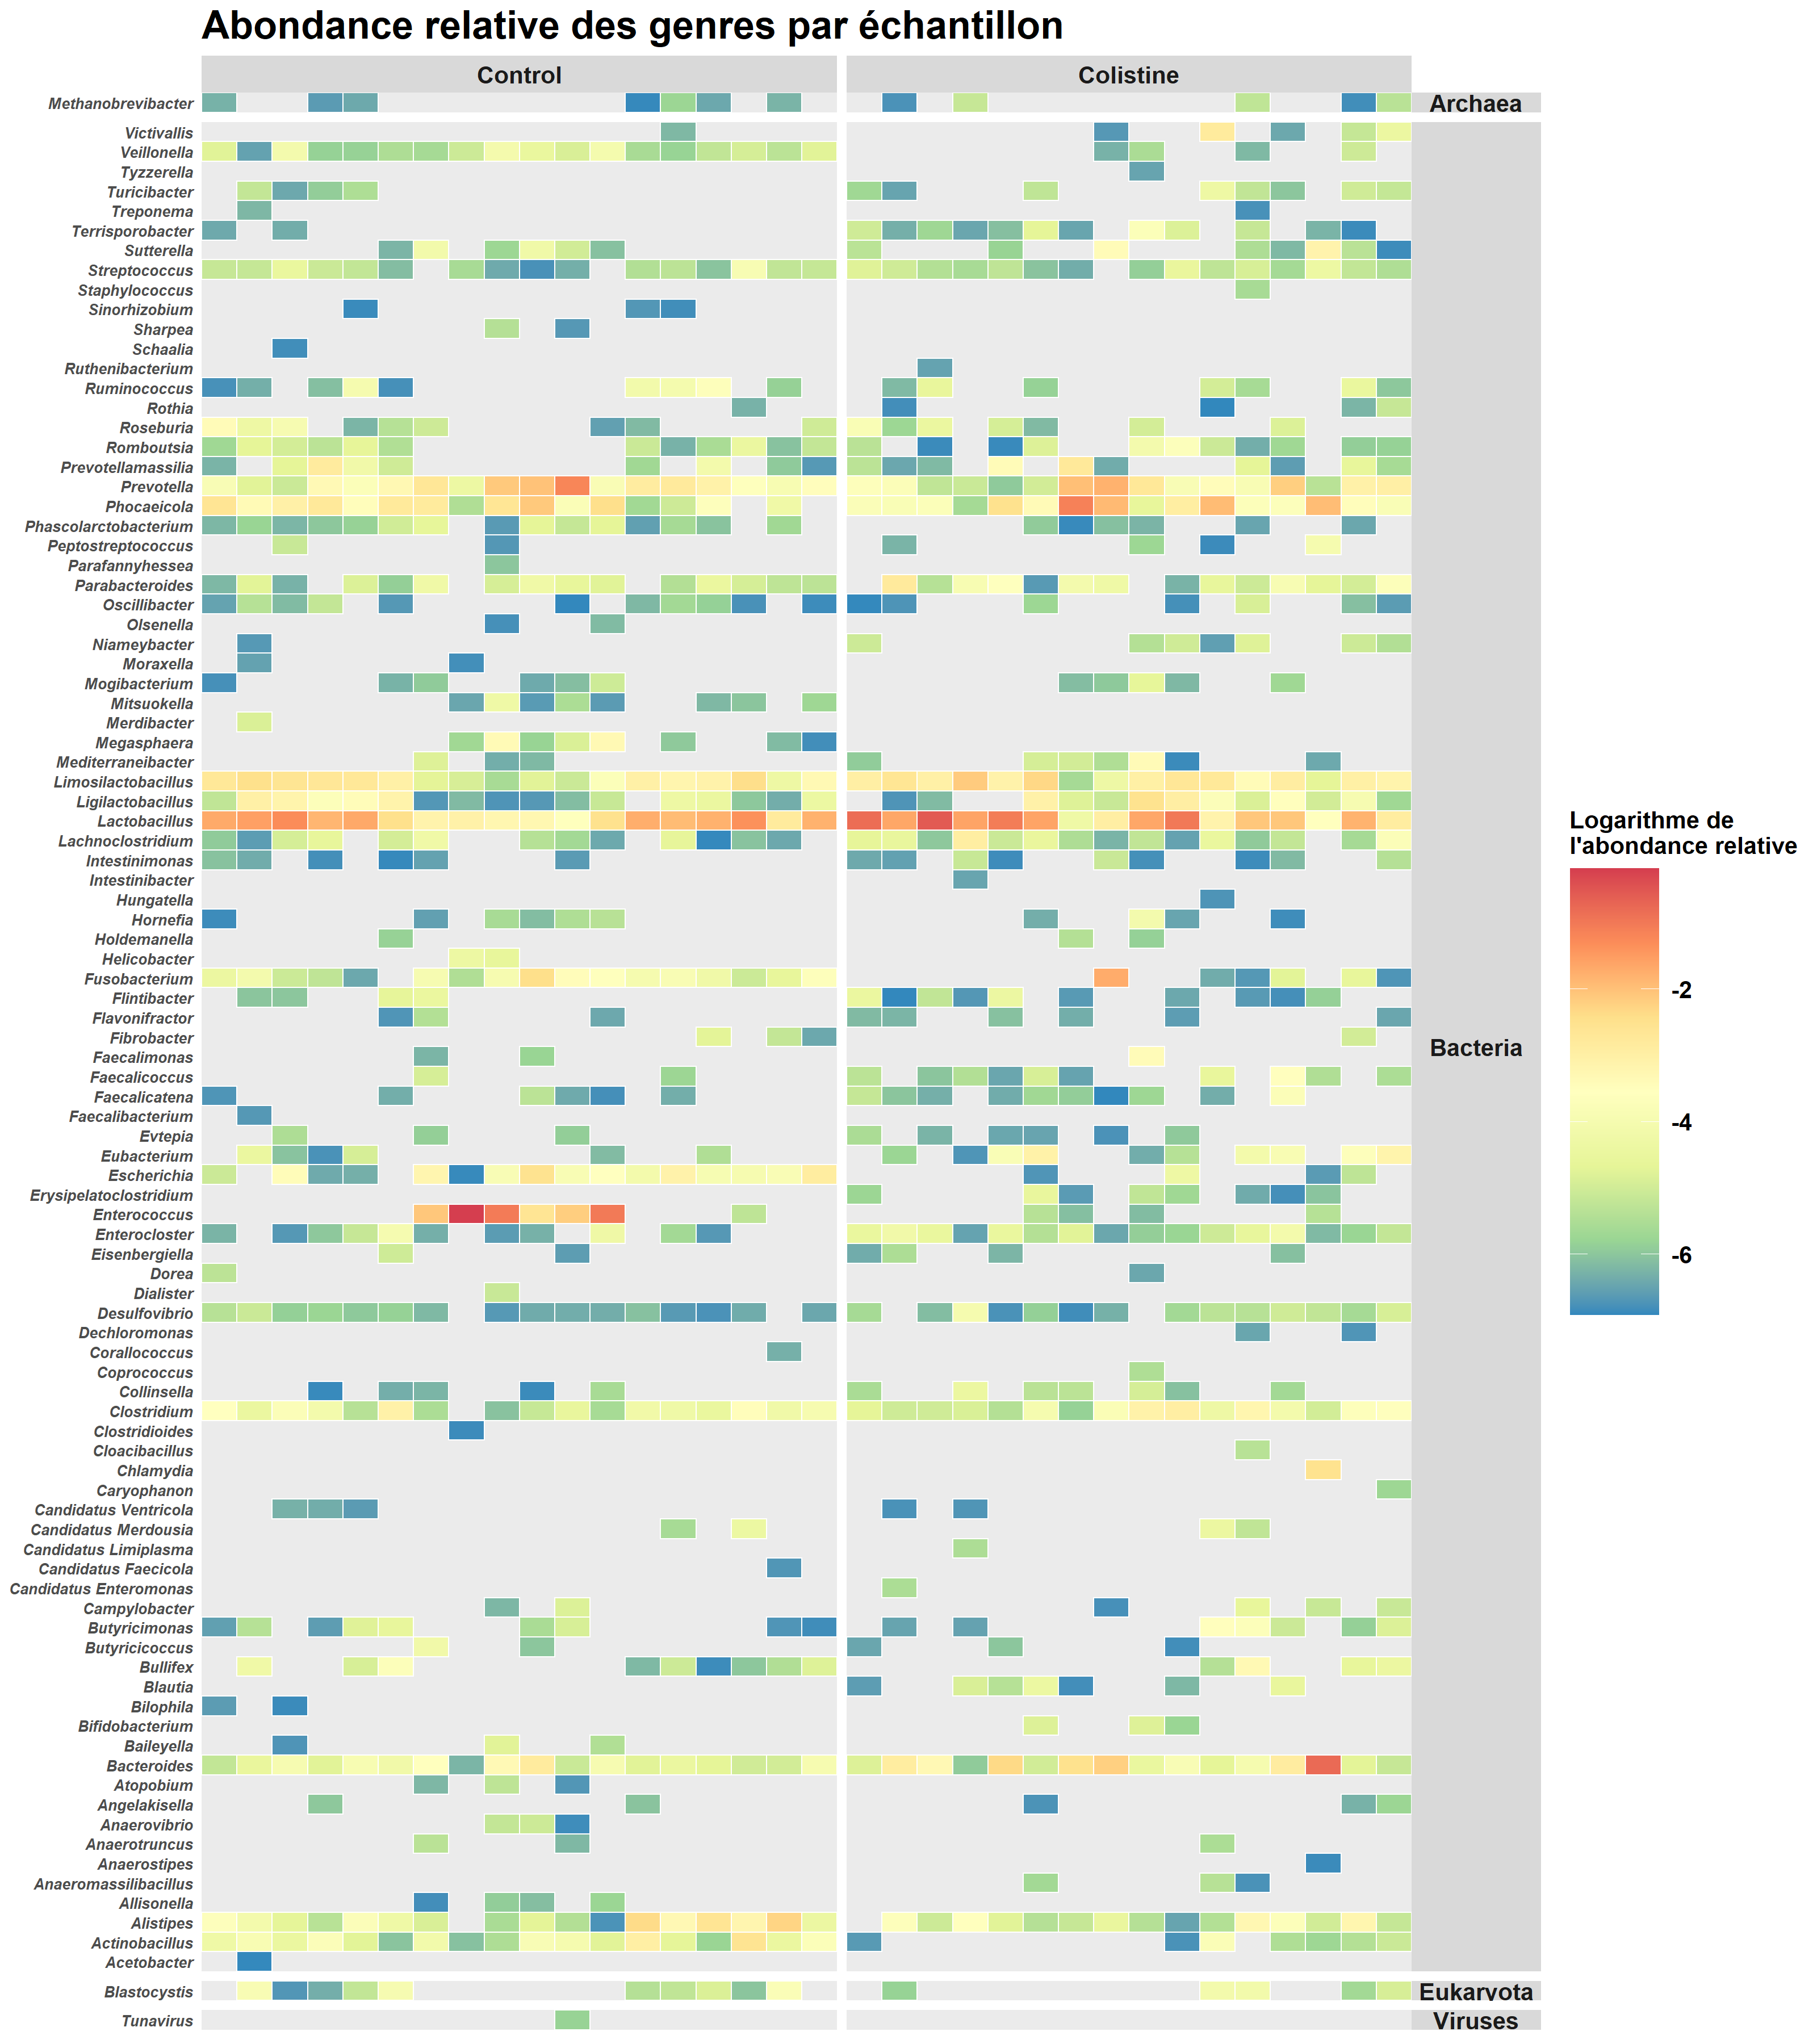 Abondance relative des genres par échantillon
Control
Colistine
Methanobrevibacter
Archaea
Victivallis
Veillonella
Tyzzerella
Turicibacter
Treponema
Terrisporobacter
Sutterella
Streptococcus
Staphylococcus
Sinorhizobium
Sharpea
Schaalia
Ruthenibacterium
Ruminococcus
Rothia
Roseburia
Romboutsia
Prevotellamassilia
Prevotella
Phocaeicola
Phascolarctobacterium
Peptostreptococcus
Parafannyhessea
Parabacteroides
Oscillibacter
Olsenella
Niameybacter
Moraxella
Mogibacterium
Mitsuokella
Merdibacter
Megasphaera
Mediterraneibacter
Limosilactobacillus
Ligilactobacillus
Lactobacillus
Lachnoclostridium
Intestinimonas
Intestinibacter
Hungatella
Hornefia
Holdemanella
Helicobacter
Fusobacterium
Flintibacter
Flavonifractor
Fibrobacter
Faecalimonas
Faecalicoccus
Faecalicatena
Faecalibacterium
Evtepia
Eubacterium
Escherichia
Erysipelatoclostridium
Enterococcus
Enterocloster
Eisenbergiella
Dorea
Dialister
Desulfovibrio
Dechloromonas
Corallococcus
Coprococcus
Collinsella
Clostridium
Clostridioides
Cloacibacillus
Chlamydia
Caryophanon
Candidatus Ventricola
Candidatus Merdousia
Candidatus Limiplasma
Candidatus Faecicola
Candidatus Enteromonas
Campylobacter
Butyricimonas
Butyricicoccus
Bullifex
Blautia
Bilophila
Bifidobacterium
Baileyella
Bacteroides
Atopobium
Angelakisella
Anaerovibrio
Anaerotruncus
Anaerostipes
Anaeromassilibacillus
Allisonella
Alistipes
Actinobacillus
Acetobacter
Bacteria
Blastocystis
Eukaryota
Tunavirus
Viruses
Logarithme de
l'abondance relative
-2
-4
-6